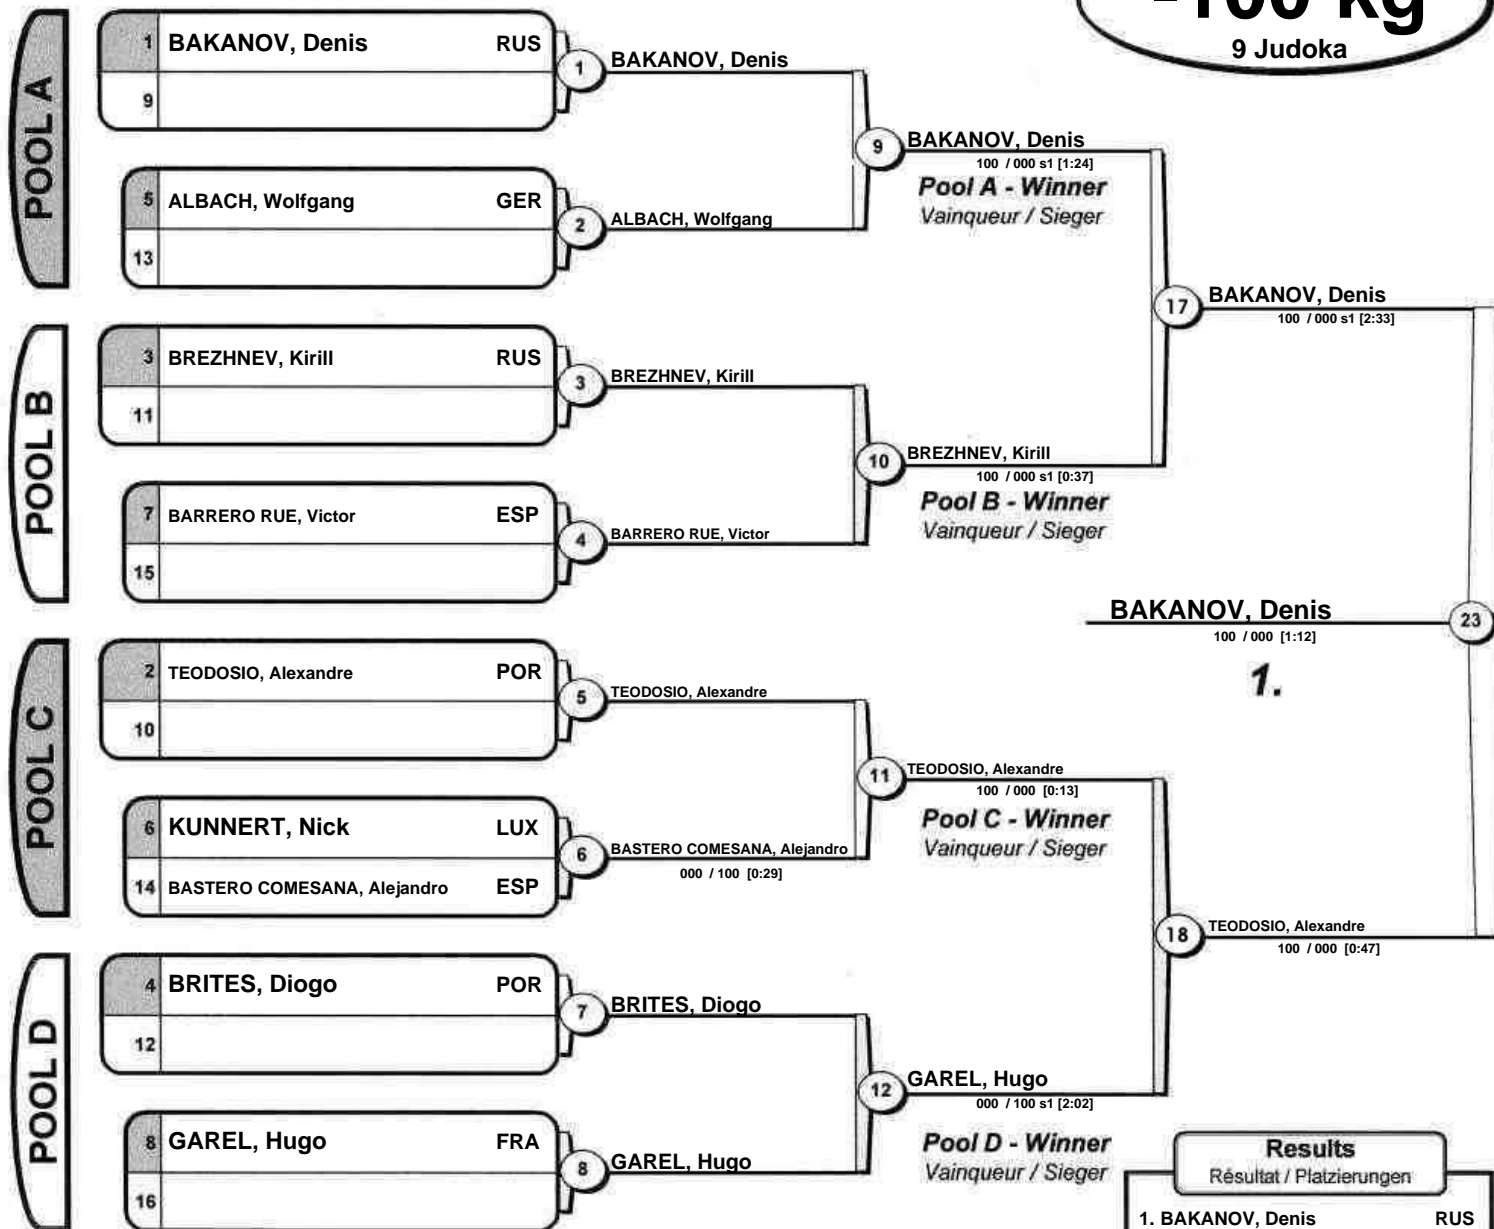 -100 kg
9 Judoka
POOL A
1 BAKANOV, Denis RUS
9
1 BAKANOV, Denis
5 ALBACH, Wolfgang GER
13
2 ALBACH, Wolfgang
9 BAKANOV, Denis
100 / 000 s1 [1:24]
Pool A - Winner
Vainqueur / Sieger
POOL B
3 BREZHNEV, Kirill RUS
11
3 BREZHNEV, Kirill
7 BARRERO RUE, Victor ESP
15
4 BARRERO RUE, Victor
10 BREZHNEV, Kirill
100 / 000 s1 [0:37]
Pool B - Winner
Vainqueur / Sieger
17 BAKANOV, Denis
100 / 000 s1 [2:33]
BAKANOV, Denis 23
100 / 000 [1:12]
1.
POOL C
2 TEODOSIO, Alexandre POR
10
5 TEODOSIO, Alexandre
6 KUNNERT, Nick LUX
14 BASTERO COMESANA, Alejandro ESP
6 BASTERO COMESANA, Alejandro
000 / 100 [0:29]
11 TEODOSIO, Alexandre
100 / 000 [0:13]
Pool C - Winner
Vainqueur / Sieger
18 TEODOSIO, Alexandre
100 / 000 [0:47]
POOL D
4 BRITES, Diogo POR
12
7 BRITES, Diogo
8 GAREL, Hugo FRA
16
8 GAREL, Hugo
12 GAREL, Hugo
000 / 100 s1 [2:02]
Pool D - Winner
Vainqueur / Sieger
Results
Résultat / Platzierungen
1. BAKANOV, Denis RUS